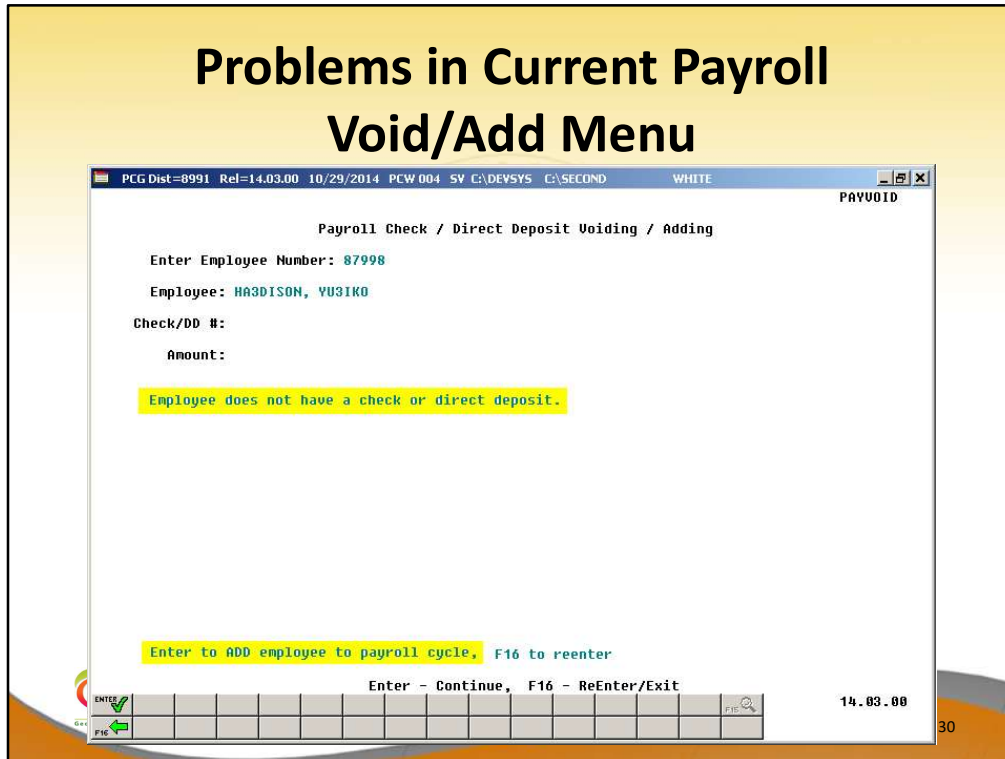 Problems in Current Payroll
Void/Add Menu
PCG Dist=8991 Rel=14.03.00 10/29/2014 PCW 004 SV C:\DEVSYS C:\SECOND WHITE
PAYVOID
Payroll Check / Direct Deposit Voiding / Adding
Enter Employee Number: 87998
Employee: HA3DISON, YU3IKO
Check/DD #:
Amount:
Employee does not have a check or direct deposit.
Enter to ADD employee to payroll cycle, F16 to reenter
Enter - Continue, F16 - ReEnter/Exit
ENTER
F15
14.03.00
F16
30